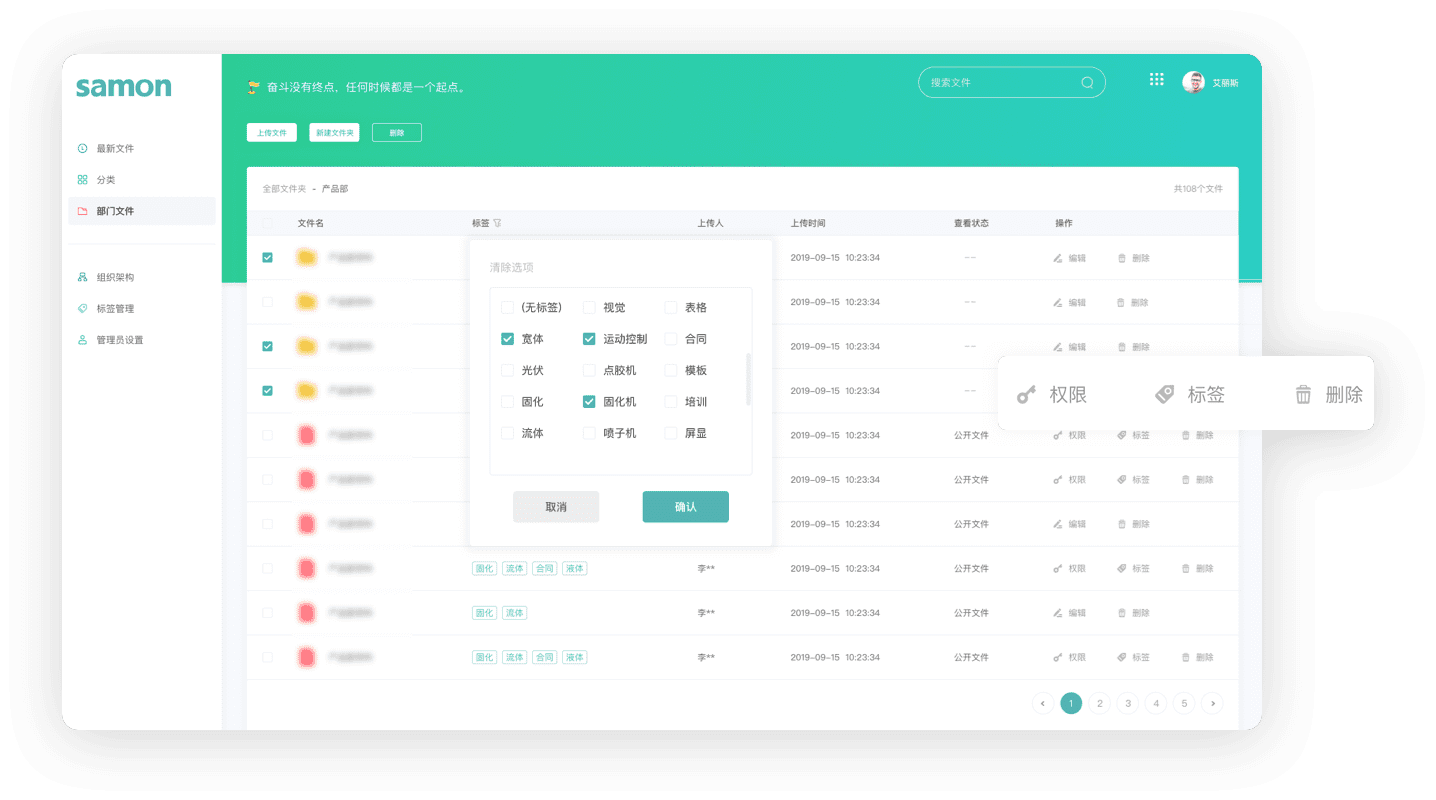 samon
奋斗没有终点，任何时候都是一个起点。
搜索文件
艾丽斯
上传文件 新建文件夹 删除
最新文件
分类
部门文件
组织架构
标签管理
管理员设置
全部文件夹 - 产品部 共108个文件
文件名 标签 上传人 上传时间 查看状态 操作
2019-09-15 10:23:34 -- 编辑 删除
2019-09-15 10:23:34 -- 编辑 删除
2019-09-15 10:23:34 -- 编辑 删除
2019-09-15 10:23:34 --
权限 标签 删除
2019-09-15 10:23:34 公开文件 权限 标签 删除
2019-09-15 10:23:34 公开文件 权限 标签 删除
2019-09-15 10:23:34 公开文件 编辑 删除
清除选项
(无标签) 视觉 表格
宽体 运动控制 合同
光伏 点胶机 模板
固化 固化机 培训
流体 喷子机 屏显
取消 确认
固化 流体 合同 液体 李** 2019-09-15 10:23:34 公开文件 权限 标签 删除
固化 流体 李** 2019-09-15 10:23:34 公开文件 编辑 删除
固化 流体 合同 液体 李** 2019-09-15 10:23:34 公开文件 权限 标签 删除
‹ 1 2 3 4 5 ›